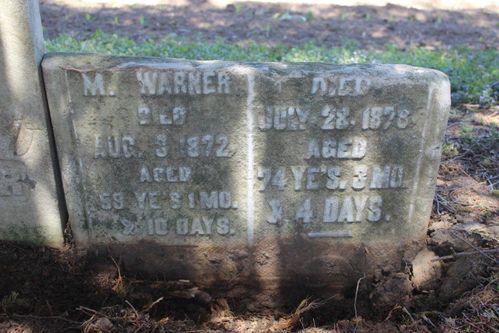 M. WARNER
DIED
AUG. 3 1872,
AGED
59 YE'S 1 MO.
& 10 DAYS.
DIED
JULY 28, 1878.
AGED
74 YE'S. 3 MO.
& 4 DAYS.